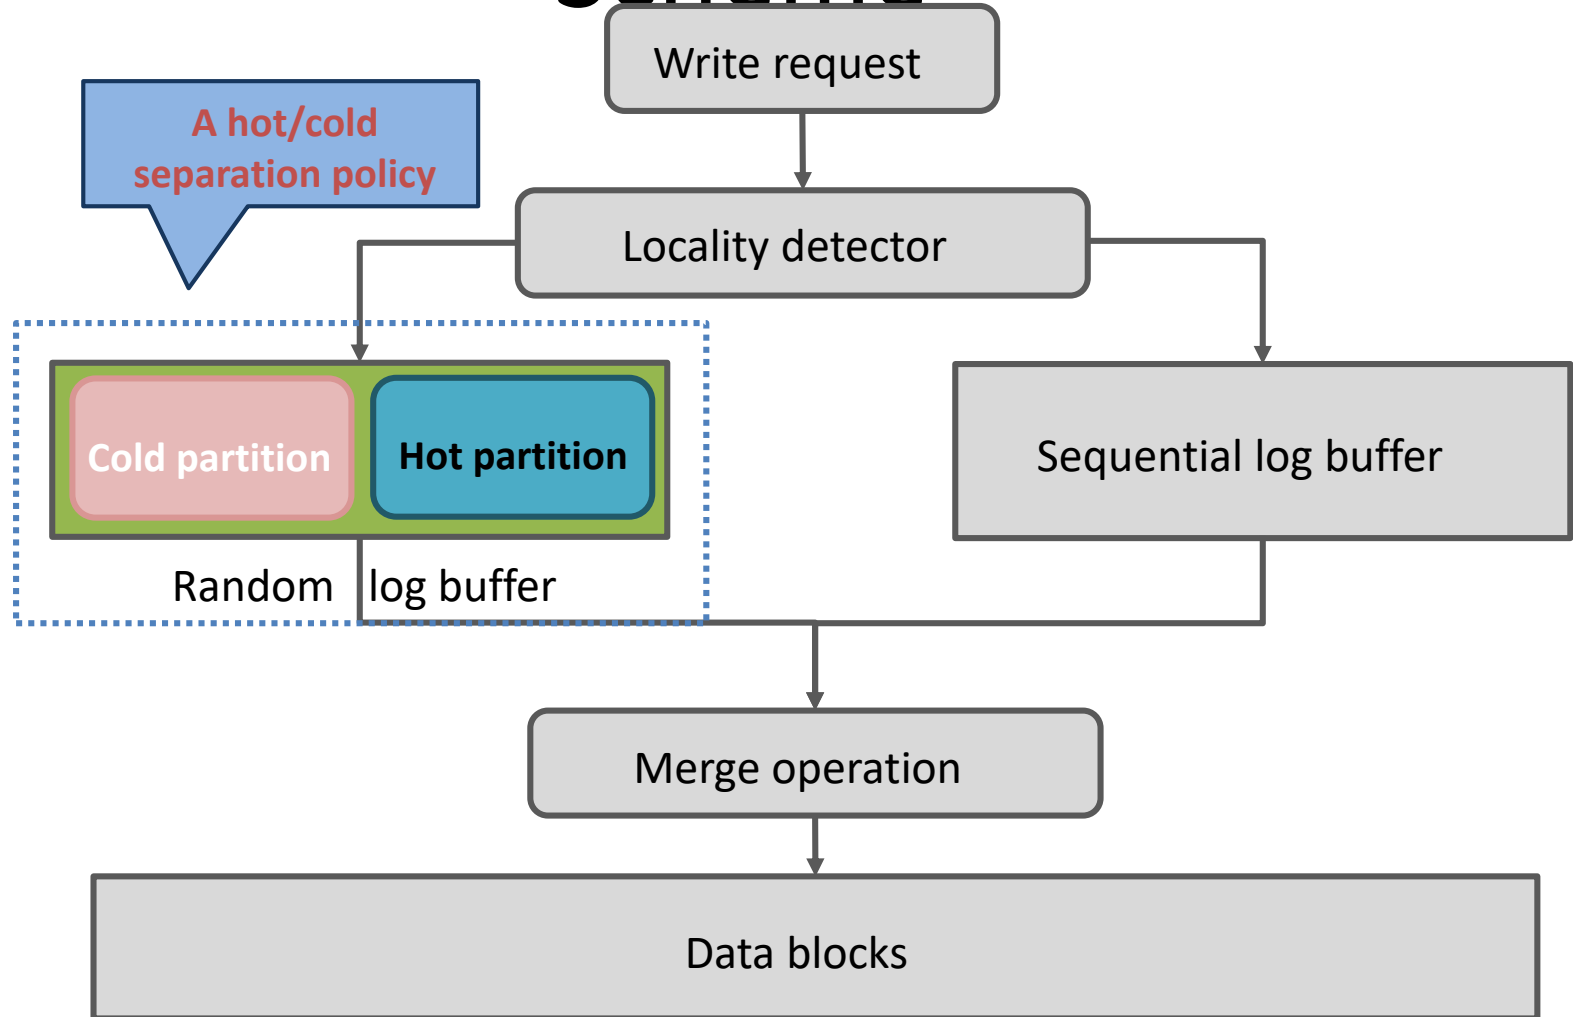 Write request
A hot/cold
separation policy
Locality detector
Cold partition
Hot partition
Sequential log buffer
Random log buffer
Merge operation
Data blocks